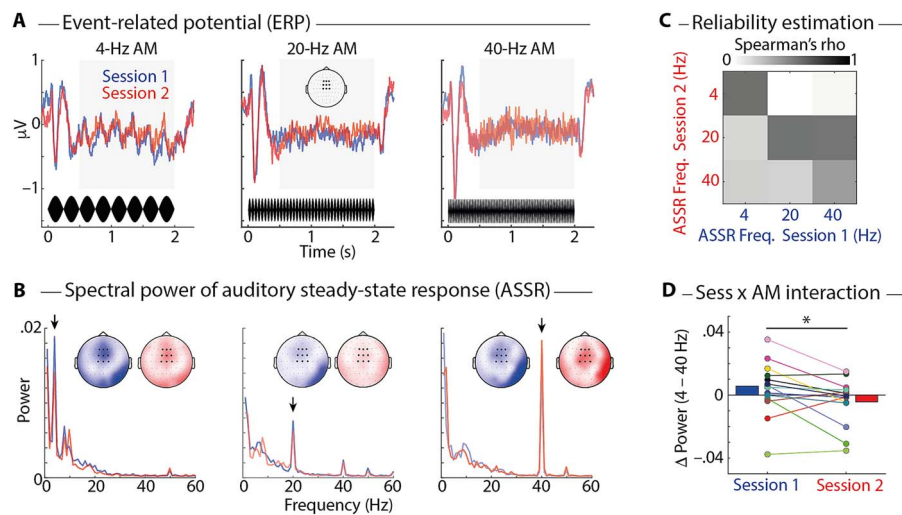 A Event-related potential (ERP)
4-Hz AM 20-Hz AM 40-Hz AM
Session 1
Session 2
1
0
−1
μV
0 1 2 0 1 2 0 1 2
Time (s)
B Spectral power of auditory steady-state response (ASSR)
.02
0
Power
0 20 40 60 0 20 40 60 0 20 40 60
Frequency (Hz)
C Reliability estimation
Spearman's rho
0 1
4
20
40
ASSR Freq. Session 2 (Hz)
4 20 40
ASSR Freq. Session 1 (Hz)
D Sess x AM interaction
*
.04
0
−.04
Δ Power (4 – 40 Hz)
Session 1 Session 2